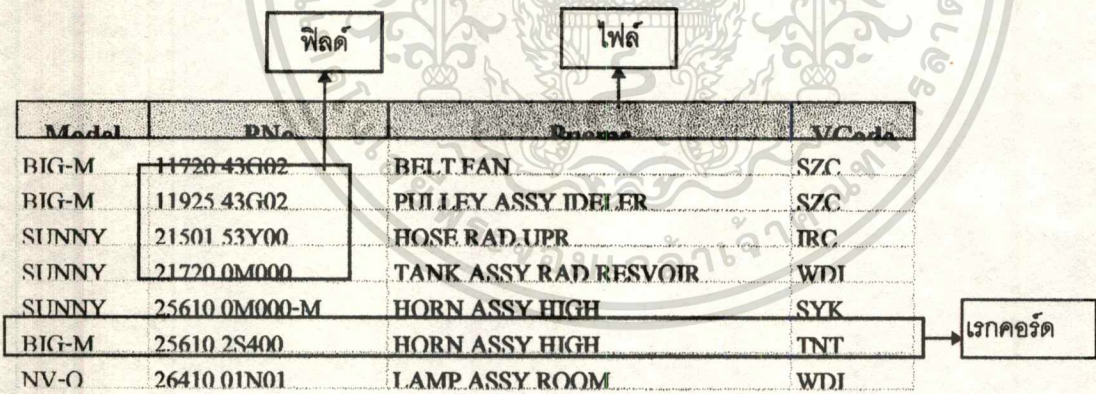 ฟิลด์ ไฟล์
Model PNo Pname VCode
BIG-M 11720 43G02 BELT FAN SZC
BIG-M 11925 43G02 PULLEY ASSY IDELER SZC
SUNNY 21501 53Y00 HOSE RAD UPR IRC
SUNNY 21720 0M000 TANK ASSY RAD RESVOIR WDI
SUNNY 25610 0M000-M HORN ASSY HIGH SYK
BIG-M 25610 2S400 HORN ASSY HIGH TNT
เรกคอร์ด
NV-Q 26410 01N01 LAMP ASSY ROOM WDI